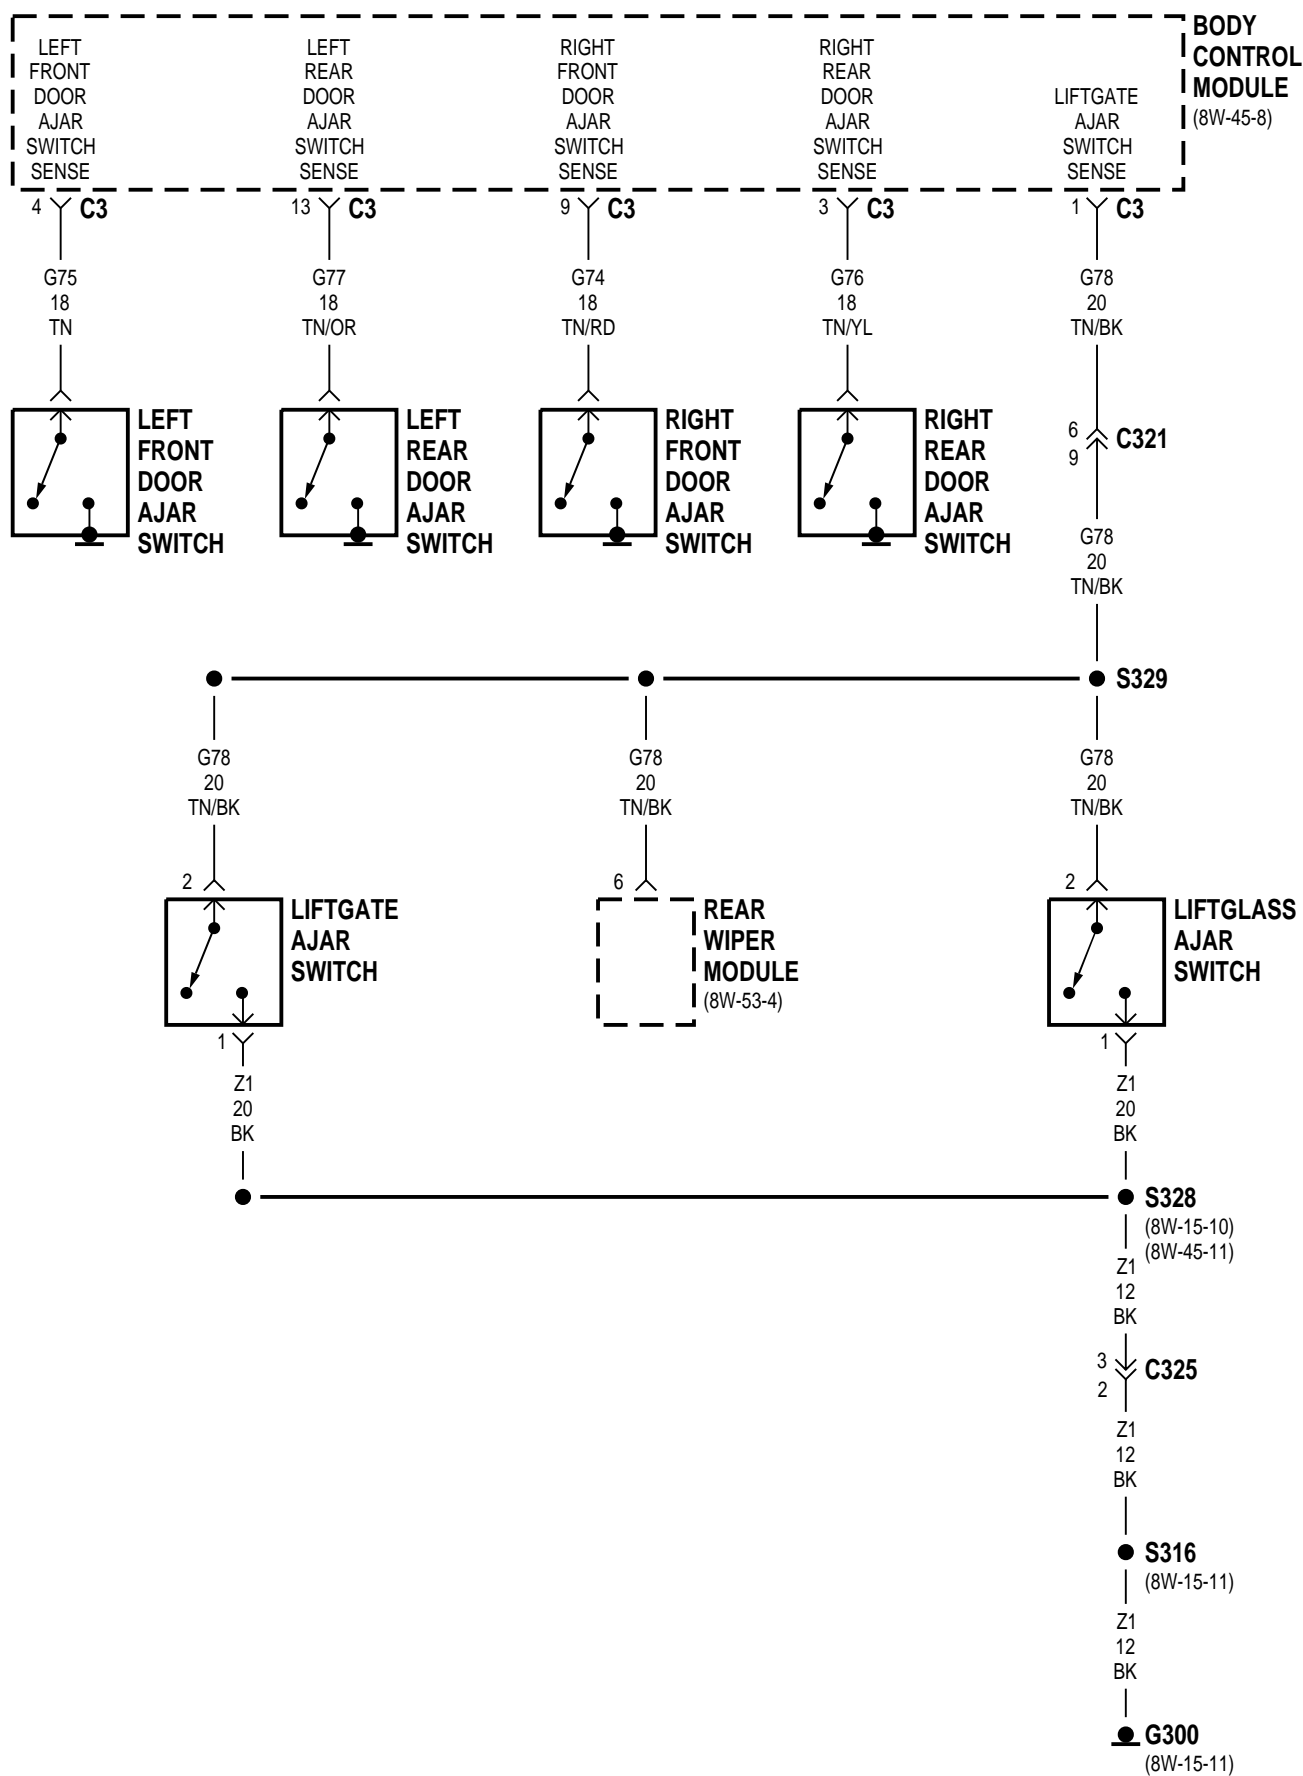 BODY
CONTROL
MODULE
(8W-45-8)
LEFT
FRONT
DOOR
AJAR
SWITCH
SENSE
LEFT
REAR
DOOR
AJAR
SWITCH
SENSE
RIGHT
FRONT
DOOR
AJAR
SWITCH
SENSE
RIGHT
REAR
DOOR
AJAR
SWITCH
SENSE
LIFTGATE
AJAR
SWITCH
SENSE
4 C3
13 C3
9 C3
3 C3
1 C3
G75
18
TN
G77
18
TN/OR
G74
18
TN/RD
G76
18
TN/YL
G78
20
TN/BK
LEFT
FRONT
DOOR
AJAR
SWITCH
LEFT
REAR
DOOR
AJAR
SWITCH
RIGHT
FRONT
DOOR
AJAR
SWITCH
RIGHT
REAR
DOOR
AJAR
SWITCH
6
9
C321
G78
20
TN/BK
S329
G78
20
TN/BK
G78
20
TN/BK
G78
20
TN/BK
2
LIFTGATE
AJAR
SWITCH
1
6
REAR
WIPER
MODULE
(8W-53-4)
2
LIFTGLASS
AJAR
SWITCH
1
Z1
20
BK
Z1
20
BK
S328
(8W-15-10)
(8W-45-11)
Z1
12
BK
3
2
C325
Z1
12
BK
S316
(8W-15-11)
Z1
12
BK
G300
(8W-15-11)